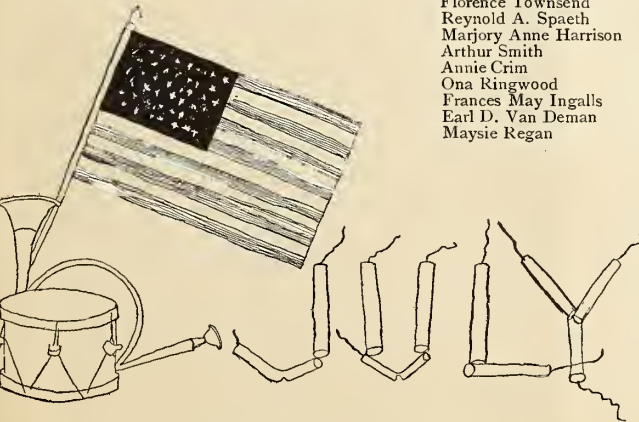 Florence Townsend
Reynold A. Spaeth
Marjory Anne Harrison
Arthur Smith
Annie Crim
Ona Ringwood
Frances May Ingalls
Earl D. Van Deman
Maysie Regan
JULY